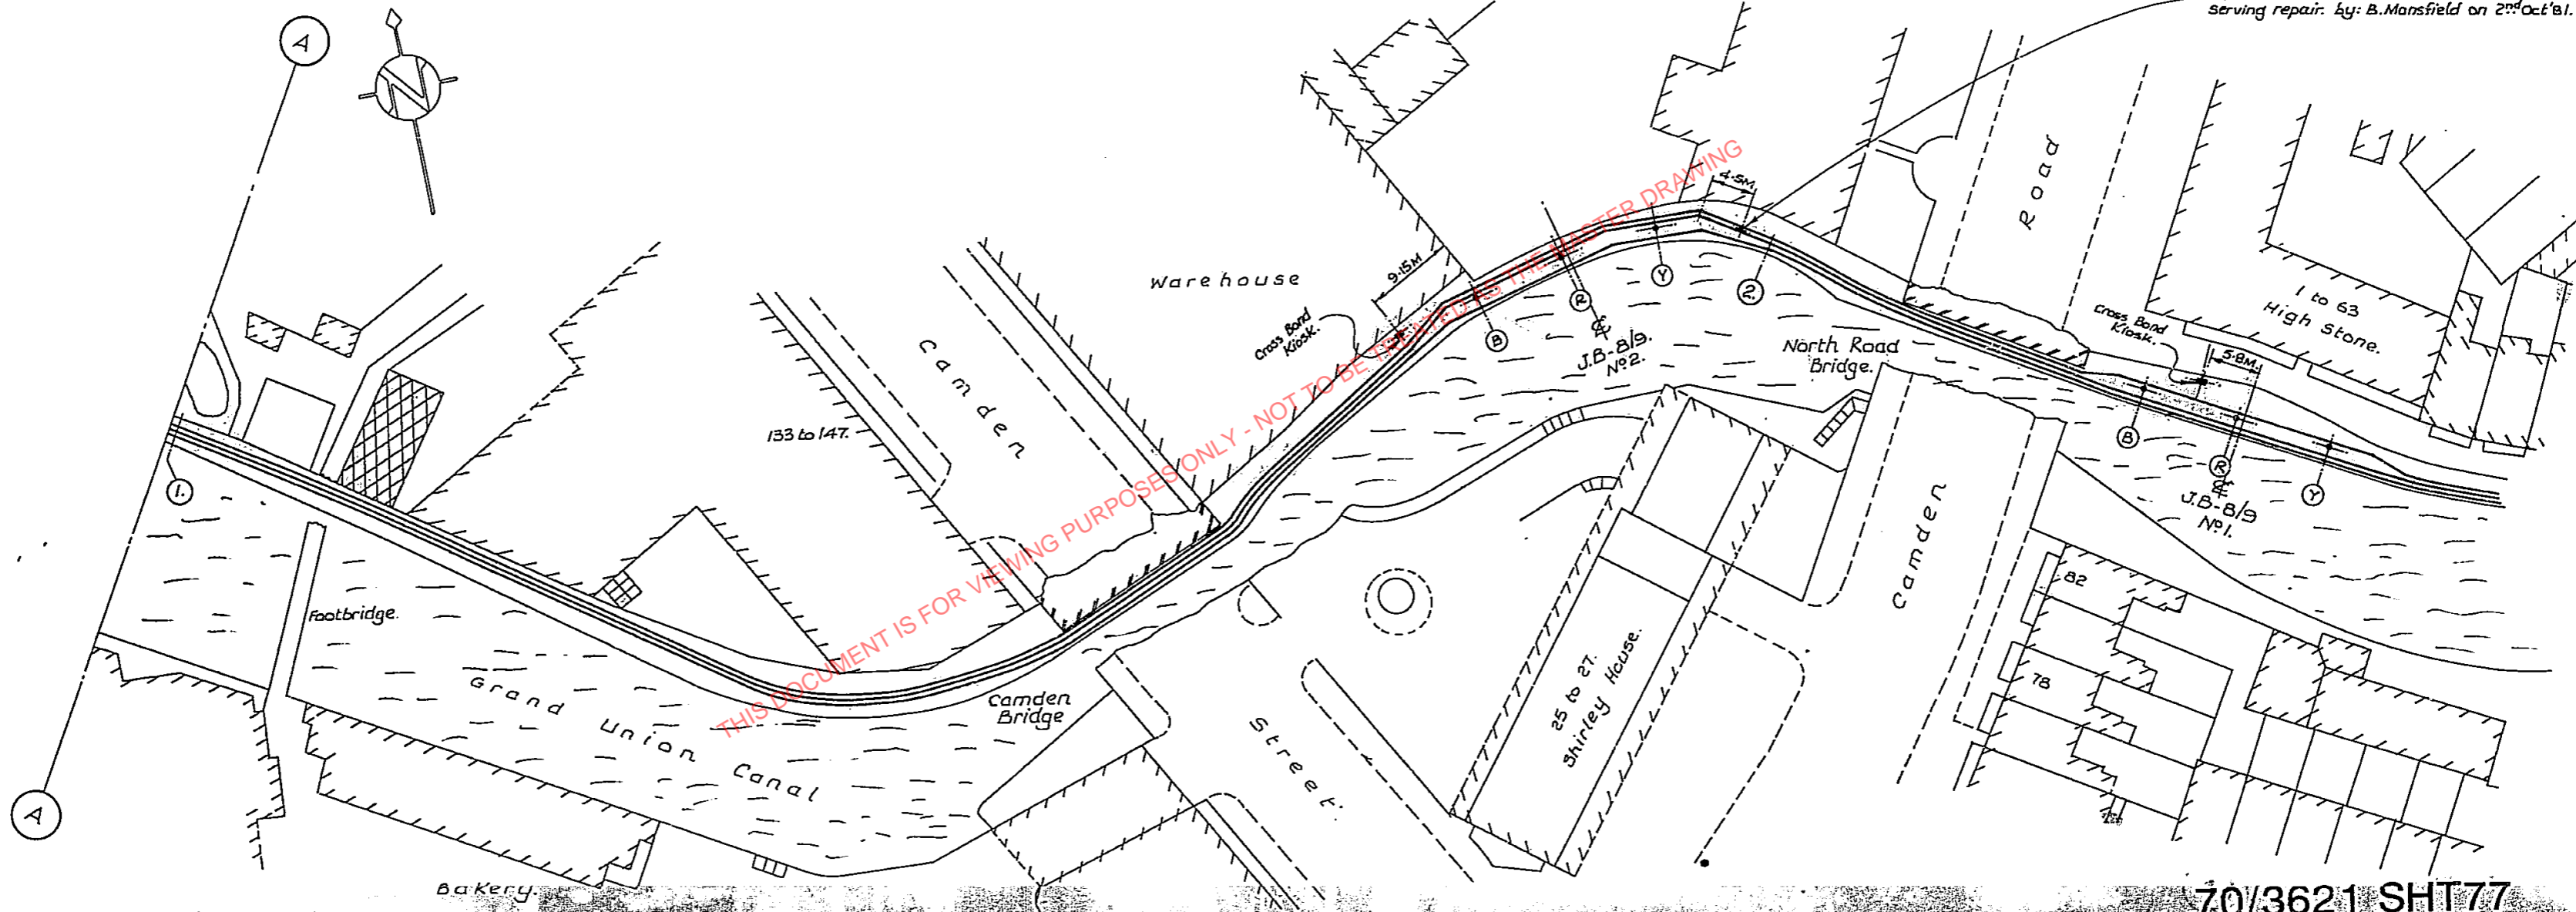 Serving repair. by: B.Mansfield on 2nd Oct'81.
A
N
Road
4.5M
THIS DOCUMENT IS FOR VIEWING PURPOSES ONLY - NOT TO BE TREATED AS THE MASTER DRAWING
Warehouse
9.15M
Cross Bond
Kiosk.
B
R
Y
2.
J.B-8/9.
Nº2.
North Road
Bridge.
Cross Bond
Kiosk.
5.8M
1 to 63
High Stone.
B
R
Y
J.B-8/9
Nº1.
Camden
133 to 147.
1.
Footbridge.
Grand Union Canal
Camden
Bridge
Street.
25 to 27.
Shirley House.
Camden
82
78
A
Bakery.
70/3621 SHT77